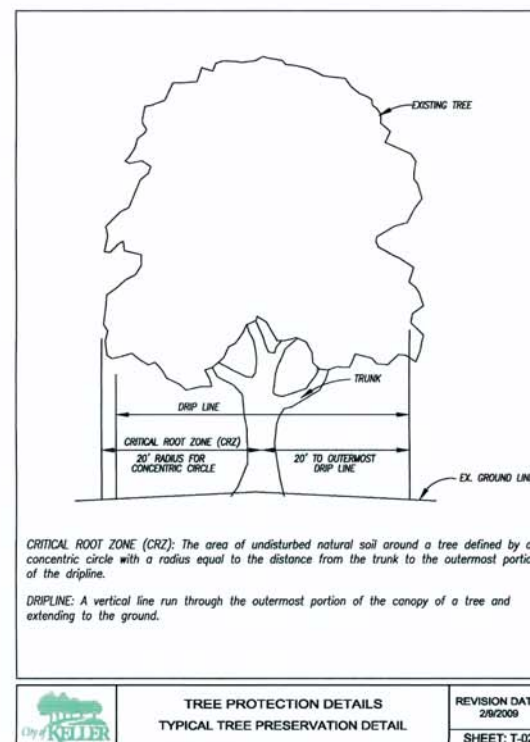 EXISTING TREE
TRUNK
DRIP LINE
CRITICAL ROOT ZONE (CRZ)
20' RADIUS FOR
CONCENTRIC CIRCLE
20' TO OUTERMOST
DRIP LINE
EX. GROUND LINE
CRITICAL ROOT ZONE (CRZ): The area of undisturbed natural soil around a tree defined by
concentric circle with a radius equal to the distance from the trunk to the outermost
of the dripline.
DRIPLINE: A vertical line run through the outermost portion of the canopy of a tree and
extending to the ground.
City of KELLER
TREE PROTECTION DETAILS
TYPICAL TREE PRESERVATION DETAIL
REVISION
2/9/2009
SHEET: